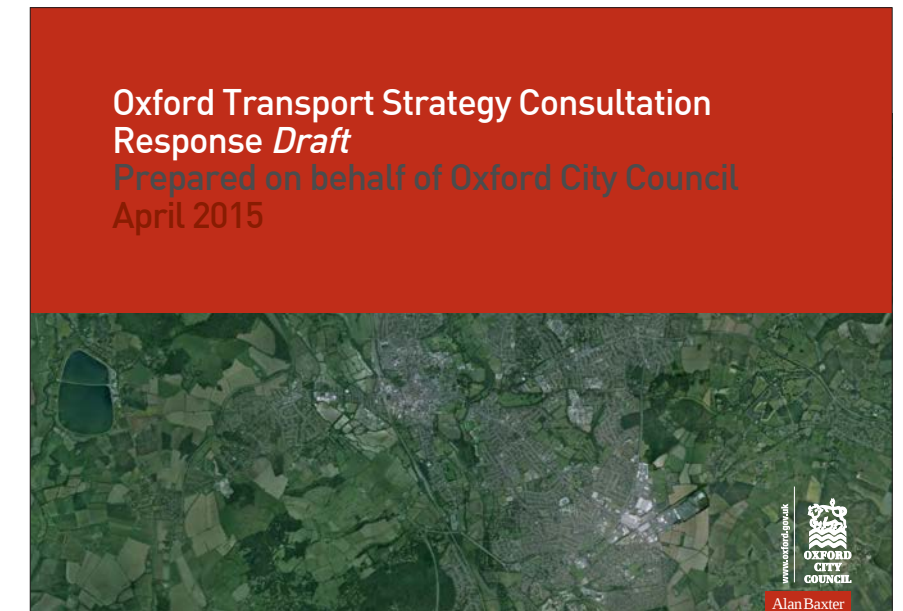 Oxford Transport Strategy Consultation
Response Draft
Prepared on behalf of Oxford City Council
April 2015
www.oxford.gov.uk
OXFORD
CITY
COUNCIL
Alan Baxter